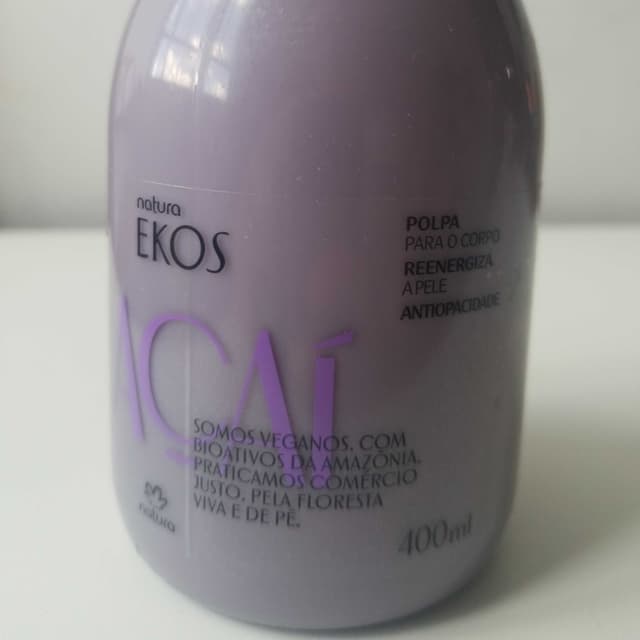 natura
EKOS
POLPA
PARA O CORPO
REENERGIZA
A PELE
ANTIOPACIDADE
AÇAÍ
SOMOS VEGANOS, COM
BIOATIVOS DA AMAZÔNIA.
PRATICAMOS COMÉRCIO
JUSTO, PELA FLORESTA
VIVA E DE PÉ.
natura
400ml